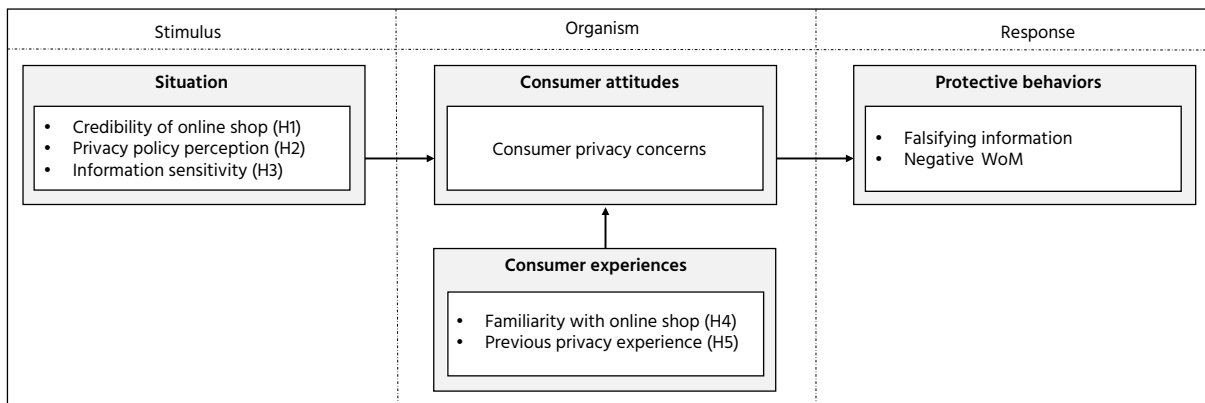 Stimulus
Organism
Response
Situation
• Credibility of online shop (H1)
• Privacy policy perception (H2)
• Information sensitivity (H3)
Consumer attitudes
Consumer privacy concerns
Protective behaviors
• Falsifying information
• Negative WoM
Consumer experiences
• Familiarity with online shop (H4)
• Previous privacy experience (H5)